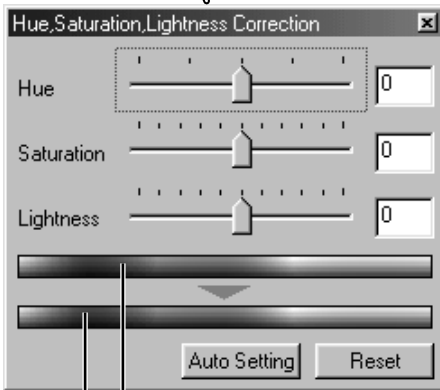 Hue,Saturation,Lightness Correction
Hue 0
Saturation 0
Lightness 0
Auto Setting Reset